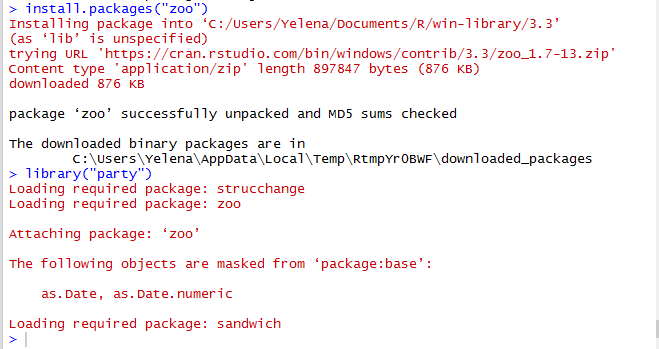 > install.packages("zoo")
Installing package into ‘C:/Users/Yelena/Documents/R/win-library/3.3’
(as ‘lib’ is unspecified)
trying URL 'https://cran.rstudio.com/bin/windows/contrib/3.3/zoo_1.7-13.zip'
Content type 'application/zip' length 897847 bytes (876 KB)
downloaded 876 KB
package ‘zoo’ successfully unpacked and MD5 sums checked
The downloaded binary packages are in
C:\Users\Yelena\AppData\Local\Temp\RtmpYrOBWF\downloaded_packages
> library("party")
Loading required package: strucchange
Loading required package: zoo
Attaching package: ‘zoo’
The following objects are masked from ‘package:base’:
as.Date, as.Date.numeric
Loading required package: sandwich
>